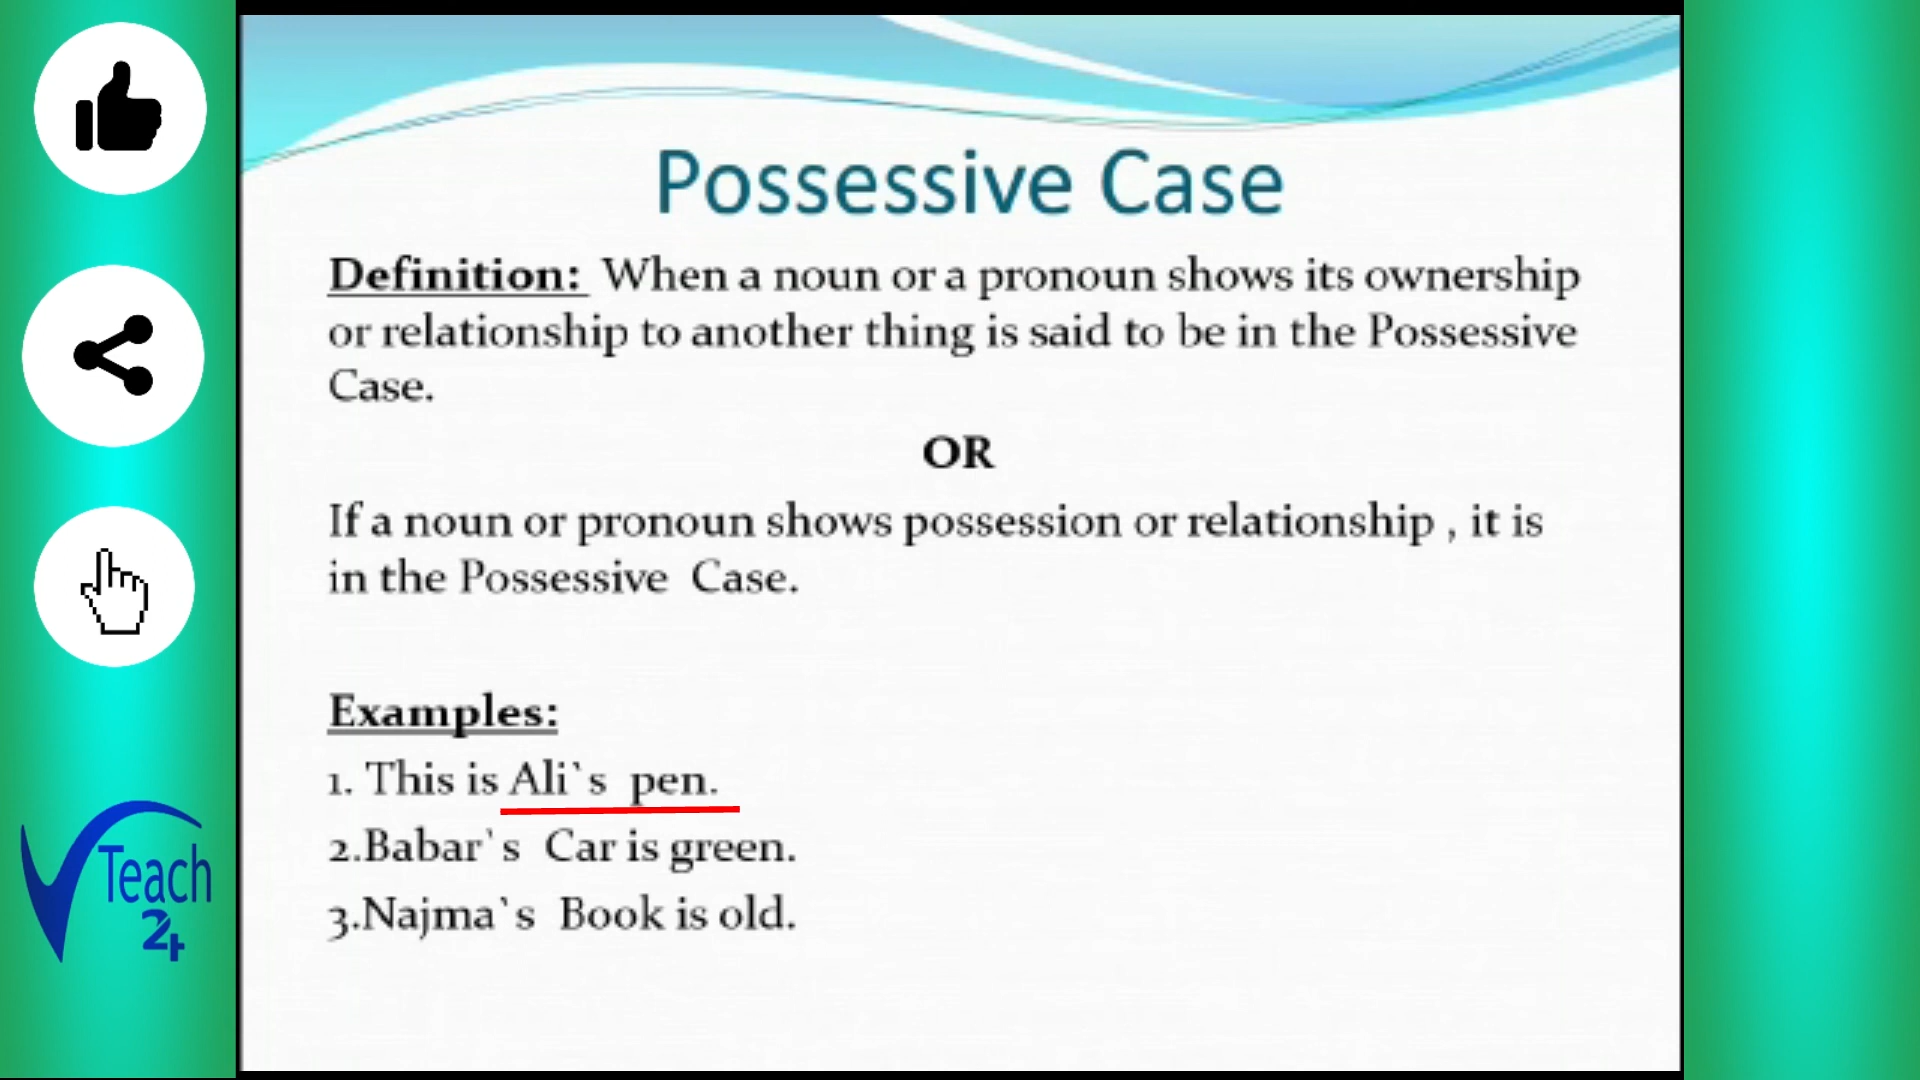 Possessive Case
Definition: When a noun or a pronoun shows its ownership
or relationship to another thing is said to be in the Possessive
Case.
OR
If a noun or pronoun shows possession or relationship , it is
in the Possessive Case.
Examples:
1. This is Ali`s pen.
2.Babar`s Car is green.
3.Najma`s Book is old.
Teach
24